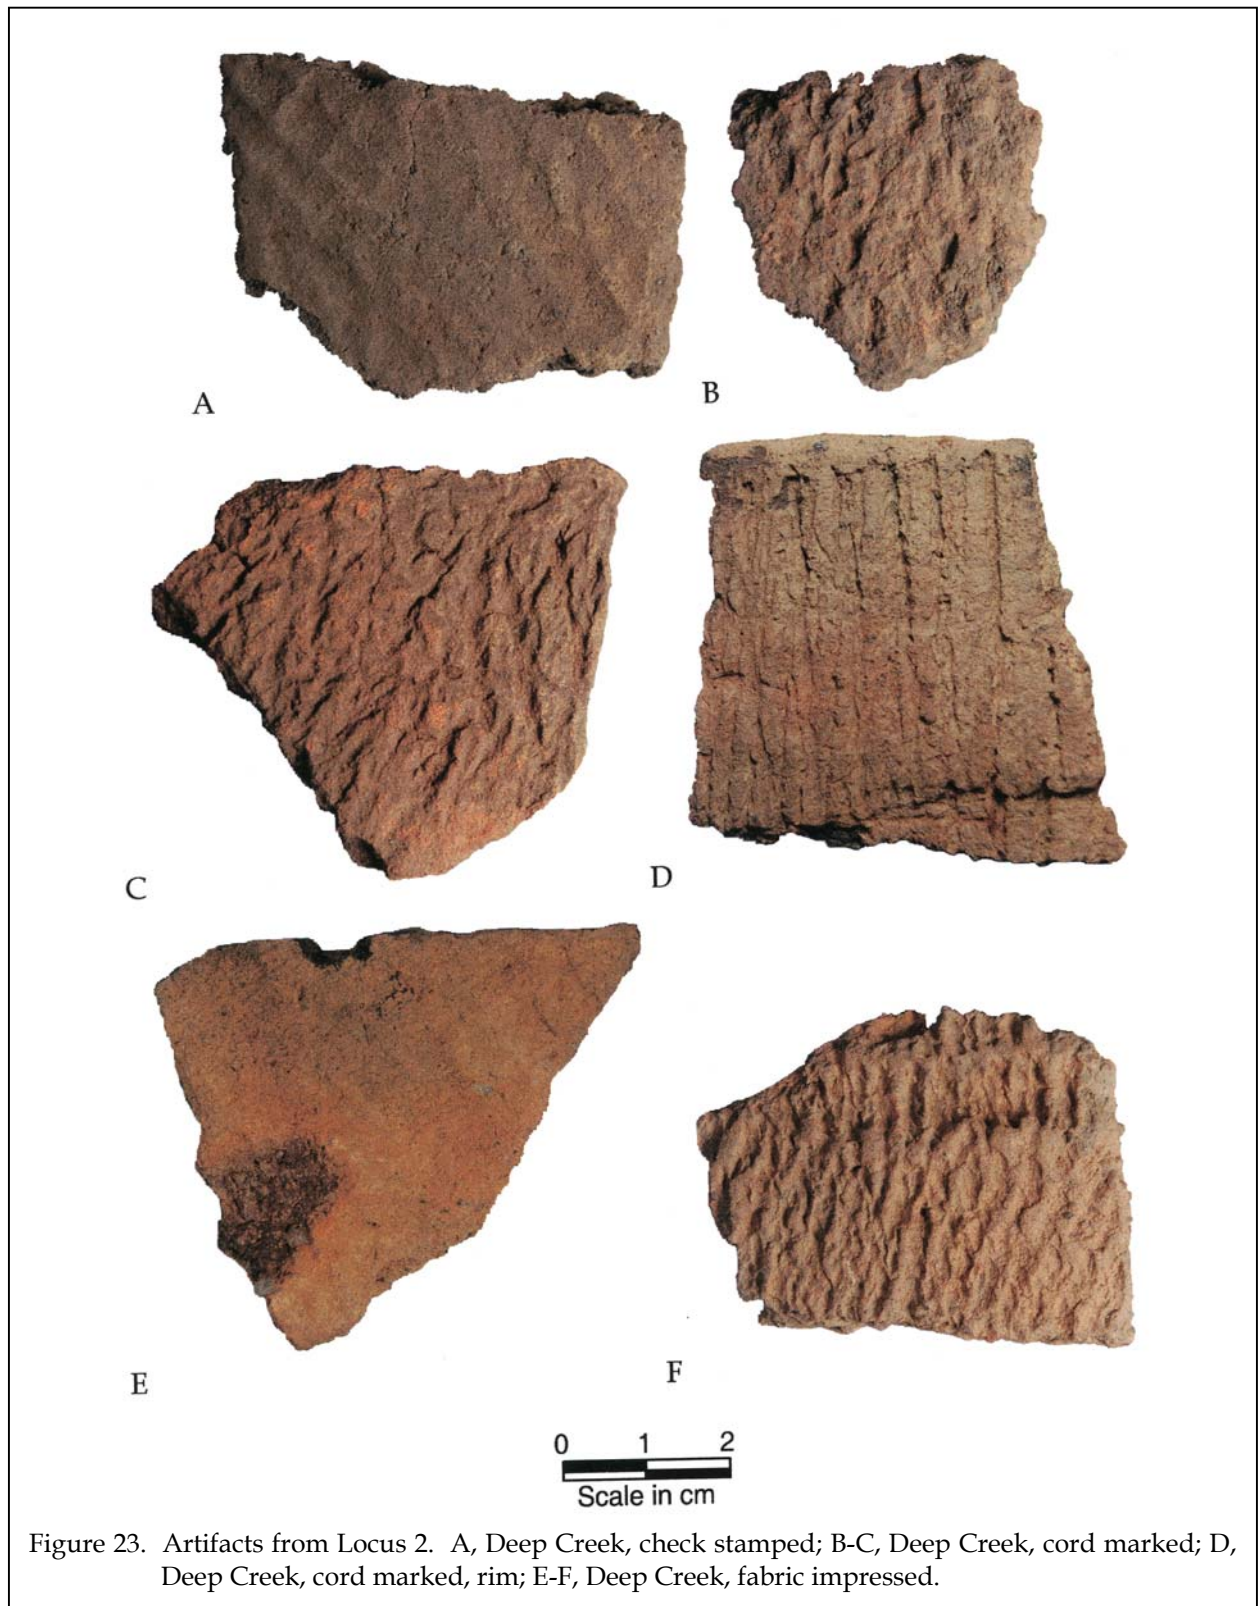 A
B
C
D
E
F
0 1 2
Scale in cm
Figure 23. Artifacts from Locus 2. A, Deep Creek, check stamped; B-C, Deep Creek, cord marked; D,
Deep Creek, cord marked, rim; E-F, Deep Creek, fabric impressed.